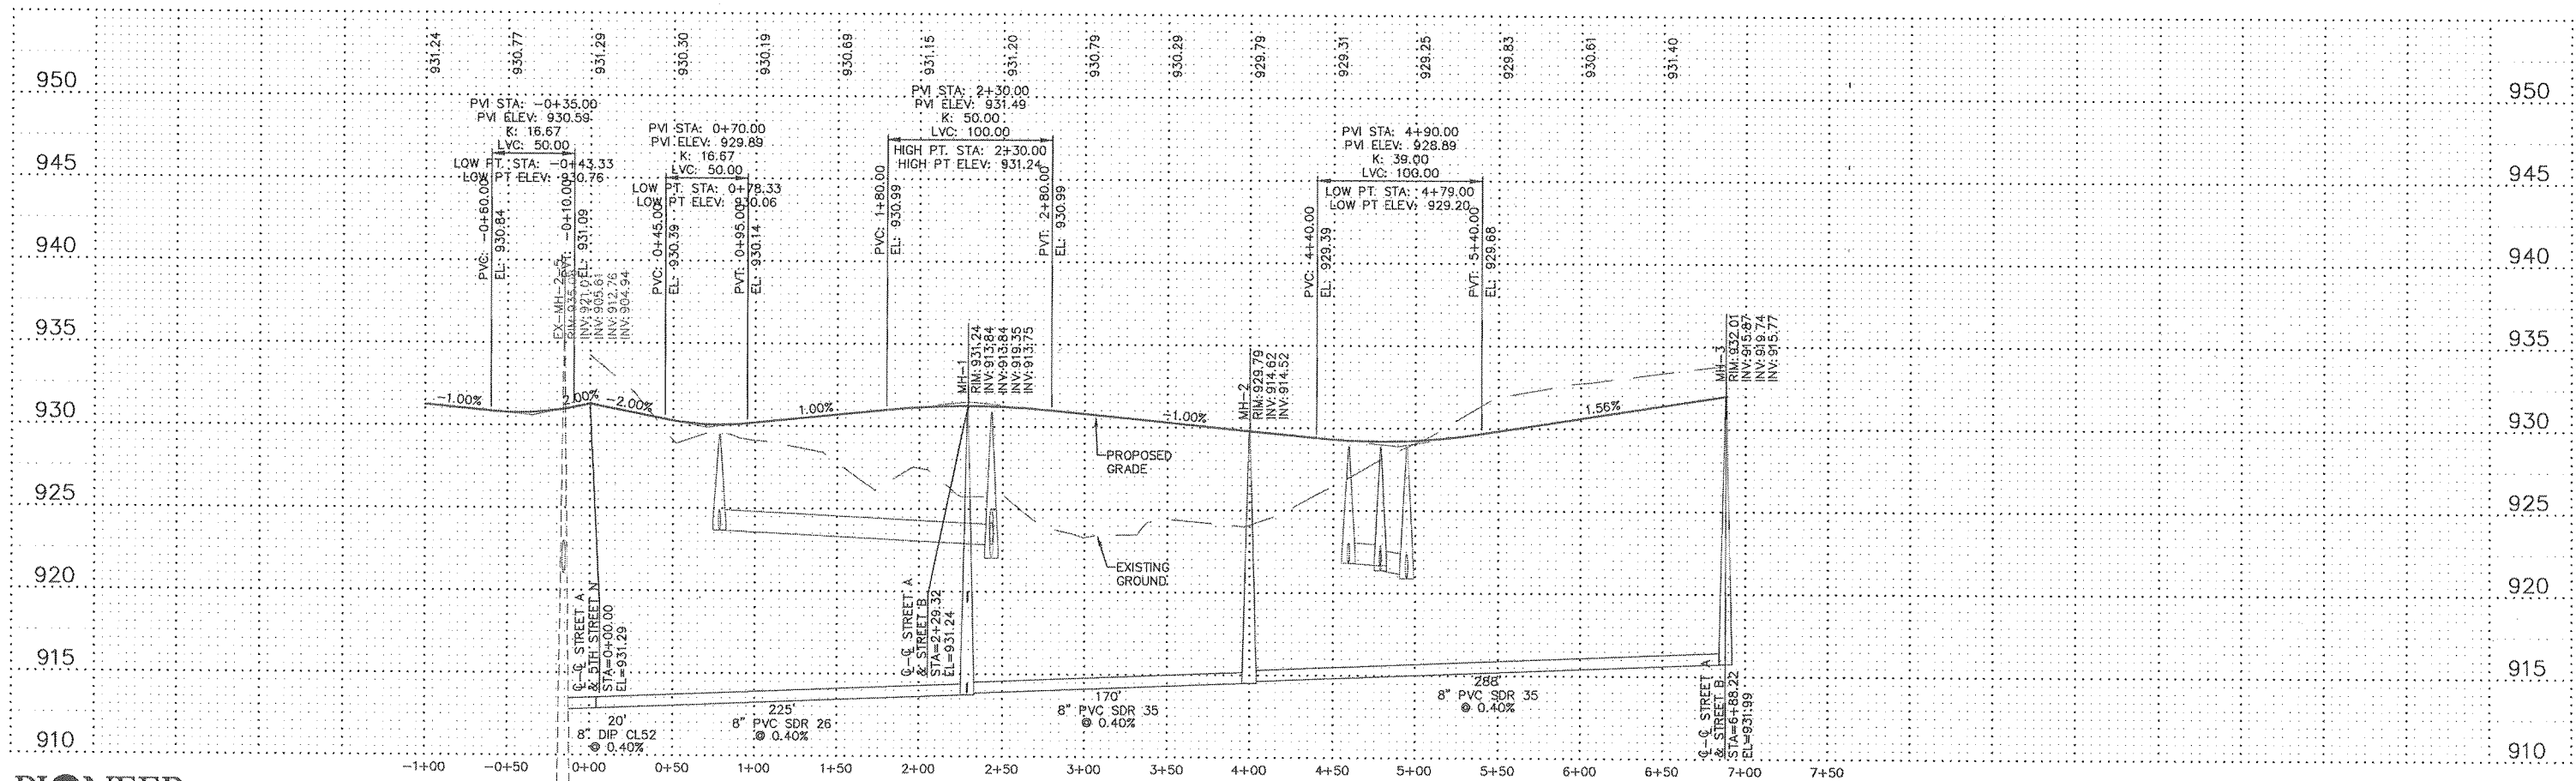 931.24
930.77
931.29
930.30
930.19
930.69
931.15
931.20
930.79
930.29
929.79
929.31
929.25
929.83
930.61
931.40
950
945
940
935
930
925
920
915
910
PVI STA: -0+35.00
PVI ELEV: 930.59
K: 16.67
LVC: 50.00
LOW PT. STA: -0+43.33
LOW PT ELEV: 930.76
PVC: -0+60.00
EL: 930.84
PVT: -0+10.00
EL: 931.09
EX-MH-2-5
INV: 921.07
INV: 905.61
INV: 912.76
INV: 904.94
PVI STA: 0+70.00
PVI ELEV: 929.89
K: 16.67
LVC: 50.00
LOW PT. STA: 0+78.33
LOW PT ELEV: 930.06
PVC: 0+45.00
EL: 930.39
PVT: 0+95.00
EL: 930.14
PVI STA: 2+30.00
PVI ELEV: 931.49
K: 50.00
LVC: 100.00
HIGH PT. STA: 2+30.00
HIGH PT ELEV: 931.24
PVC: 1+80.00
EL: 930.99
PVT: 2+80.00
EL: 930.99
PVI STA: 4+90.00
PVI ELEV: 928.89
K: 39.00
LVC: 100.00
LOW PT. STA: 4+79.00
LOW PT ELEV: 929.20
PVC: 4+40.00
EL: 929.39
PVT: 5+40.00
EL: 929.68
MH-1
RIM: 931.24
INV: 913.84
INV: 913.84
INV: 919.35
INV: 913.75
MH-2
RIM: 929.79
INV: 914.62
INV: 914.52
MH-3
RIM: 932.01
INV: 915.87
INV: 919.74
INV: 915.77
-1.00%
2.00%
-2.00%
1.00%
-1.00%
1.56%
PROPOSED
GRADE
EXISTING
GROUND
℄-℄ STREET A
& 5TH STREET N
STA=0+00.00
EL=931.29
℄-℄ STREET A
& STREET B
STA=2+29.32
EL=931.24
℄-℄ STREET A
& STREET B
STA=6+88.22
EL=931.99
20'
8" DIP CL52
@ 0.40%
225'
8" PVC SDR 26
@ 0.40%
170'
8" PVC SDR 35
@ 0.40%
288'
8" PVC SDR 35
@ 0.40%
950
945
940
935
930
925
920
915
910
-1+00
-0+50
0+00
0+50
1+00
1+50
2+00
2+50
3+00
3+50
4+00
4+50
5+00
5+50
6+00
6+50
7+00
7+50
PIONEER